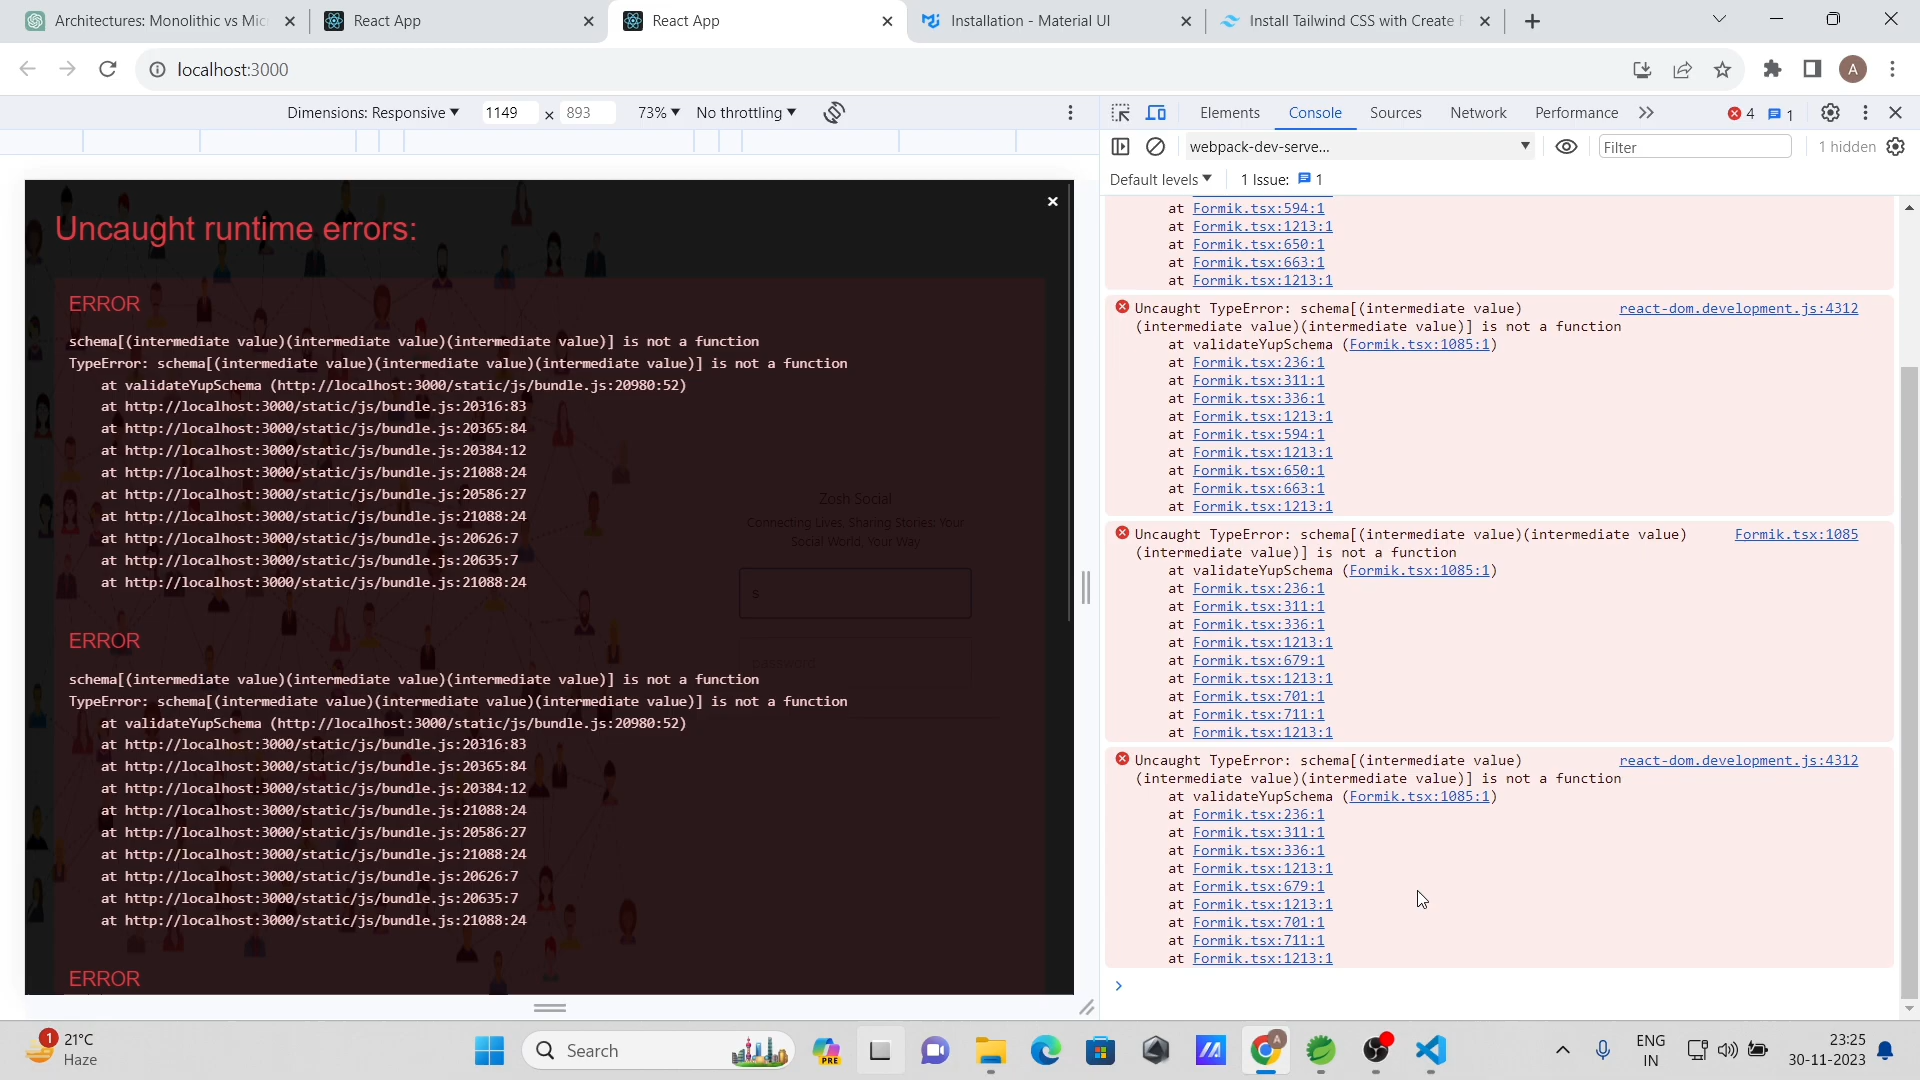 Architectures: Monolithic vs Mic
React App
React App
Installation - Material UI
Install Tailwind CSS with Create
localhost:3000
A
Dimensions: Responsive
1149 × 893
73%
No throttling
Elements
Console
Sources
Network
Performance
4
1
webpack-dev-serve...
Filter
1 hidden
Default levels
1 Issue: 1
Uncaught runtime errors:
ERROR
schema[(intermediate value)(intermediate value)(intermediate value)] is not a function
TypeError: schema[(intermediate value)(intermediate value)(intermediate value)] is not a function
at validateYupSchema (http://localhost:3000/static/js/bundle.js:20980:52)
at http://localhost:3000/static/js/bundle.js:20316:83
at http://localhost:3000/static/js/bundle.js:20365:84
at http://localhost:3000/static/js/bundle.js:20384:12
at http://localhost:3000/static/js/bundle.js:21088:24
at http://localhost:3000/static/js/bundle.js:20586:27
at http://localhost:3000/static/js/bundle.js:21088:24
at http://localhost:3000/static/js/bundle.js:20626:7
at http://localhost:3000/static/js/bundle.js:20635:7
at http://localhost:3000/static/js/bundle.js:21088:24
ERROR
schema[(intermediate value)(intermediate value)(intermediate value)] is not a function
TypeError: schema[(intermediate value)(intermediate value)(intermediate value)] is not a function
at validateYupSchema (http://localhost:3000/static/js/bundle.js:20980:52)
at http://localhost:3000/static/js/bundle.js:20316:83
at http://localhost:3000/static/js/bundle.js:20365:84
at http://localhost:3000/static/js/bundle.js:20384:12
at http://localhost:3000/static/js/bundle.js:21088:24
at http://localhost:3000/static/js/bundle.js:20586:27
at http://localhost:3000/static/js/bundle.js:21088:24
at http://localhost:3000/static/js/bundle.js:20626:7
at http://localhost:3000/static/js/bundle.js:20635:7
at http://localhost:3000/static/js/bundle.js:21088:24
ERROR
Zosh Social
Connecting Lives, Sharing Stories: Your
Social World, Your Way
s
password
at Formik.tsx:594:1
at Formik.tsx:1213:1
at Formik.tsx:650:1
at Formik.tsx:663:1
at Formik.tsx:1213:1
Uncaught TypeError: schema[(intermediate value) react-dom.development.js:4312
(intermediate value)(intermediate value)] is not a function
at validateYupSchema (Formik.tsx:1085:1)
at Formik.tsx:236:1
at Formik.tsx:311:1
at Formik.tsx:336:1
at Formik.tsx:1213:1
at Formik.tsx:594:1
at Formik.tsx:1213:1
at Formik.tsx:650:1
at Formik.tsx:663:1
at Formik.tsx:1213:1
Uncaught TypeError: schema[(intermediate value)(intermediate value) Formik.tsx:1085
(intermediate value)] is not a function
at validateYupSchema (Formik.tsx:1085:1)
at Formik.tsx:236:1
at Formik.tsx:311:1
at Formik.tsx:336:1
at Formik.tsx:1213:1
at Formik.tsx:679:1
at Formik.tsx:1213:1
at Formik.tsx:701:1
at Formik.tsx:711:1
at Formik.tsx:1213:1
Uncaught TypeError: schema[(intermediate value) react-dom.development.js:4312
(intermediate value)(intermediate value)] is not a function
at validateYupSchema (Formik.tsx:1085:1)
at Formik.tsx:236:1
at Formik.tsx:311:1
at Formik.tsx:336:1
at Formik.tsx:1213:1
at Formik.tsx:679:1
at Formik.tsx:1213:1
at Formik.tsx:701:1
at Formik.tsx:711:1
at Formik.tsx:1213:1
1
21°C
Haze
Search
PRE
A
ENG
IN
23:25
30-11-2023